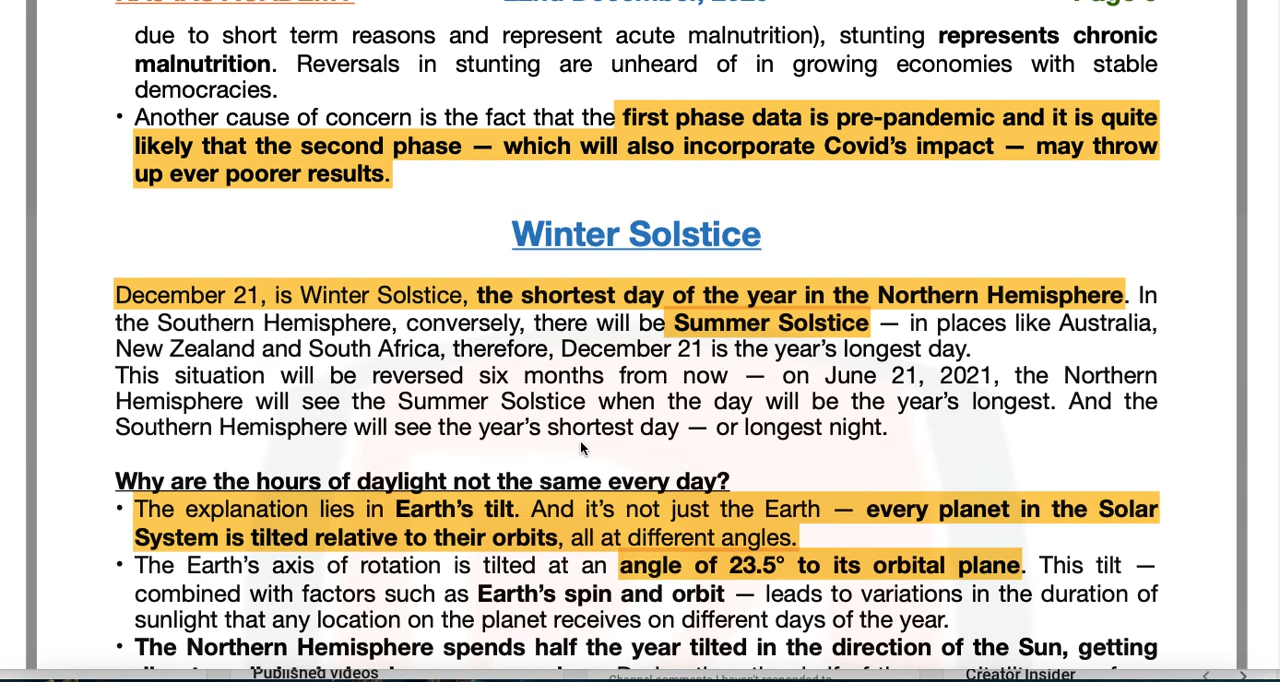 due to short term reasons and represent acute malnutrition), stunting represents chronic
malnutrition. Reversals in stunting are unheard of in growing economies with stable
democracies.
• Another cause of concern is the fact that the first phase data is pre-pandemic and it is quite
likely that the second phase — which will also incorporate Covid’s impact — may throw
up ever poorer results.
Winter Solstice
December 21, is Winter Solstice, the shortest day of the year in the Northern Hemisphere. In
the Southern Hemisphere, conversely, there will be Summer Solstice — in places like Australia,
New Zealand and South Africa, therefore, December 21 is the year’s longest day.
This situation will be reversed six months from now — on June 21, 2021, the Northern
Hemisphere will see the Summer Solstice when the day will be the year’s longest. And the
Southern Hemisphere will see the year’s shortest day — or longest night.
Why are the hours of daylight not the same every day?
• The explanation lies in Earth’s tilt. And it’s not just the Earth — every planet in the Solar
System is tilted relative to their orbits, all at different angles.
• The Earth’s axis of rotation is tilted at an angle of 23.5° to its orbital plane. This tilt —
combined with factors such as Earth’s spin and orbit — leads to variations in the duration of
sunlight that any location on the planet receives on different days of the year.
• The Northern Hemisphere spends half the year tilted in the direction of the Sun, getting
Published videos
Creator Insider